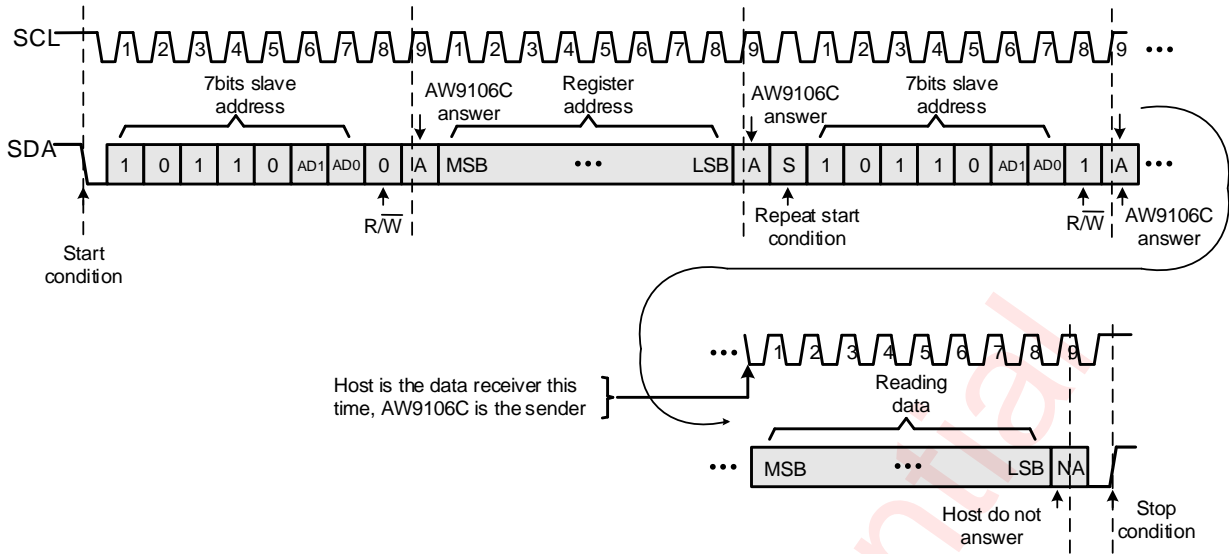 SCL 1 2 3 4 5 6 7 8 9 1 2 3 4 5 6 7 8 9 1 2 3 4 5 6 7 8 9 •••
7bits slave
address
AW9106C
answer
Register
address
AW9106C
answer
7bits slave
address
SDA 1 0 1 1 0 AD1 AD0 0 A MSB ••• LSB A S 1 0 1 1 0 AD1 AD0 1 A •••
Start
condition
R/W̅
Repeat start
condition
R/W̅
AW9106C
answer
••• 1 2 3 4 5 6 7 8 9
Host is the data receiver this
time, AW9106C is the sender
Reading
data
••• MSB ••• LSB NA
Host do not
answer
Stop
condition